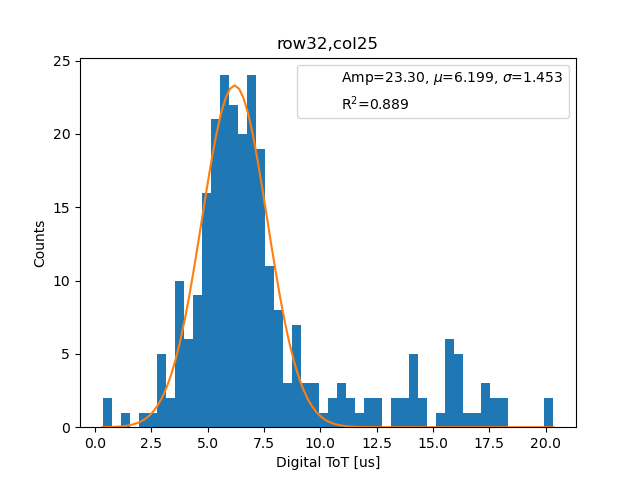 row32,col25
Amp=23.30, μ=6.199, σ=1.453
R²=0.889
Counts
25
20
15
10
5
0
0.0 2.5 5.0 7.5 10.0 12.5 15.0 17.5 20.0
Digital ToT [us]